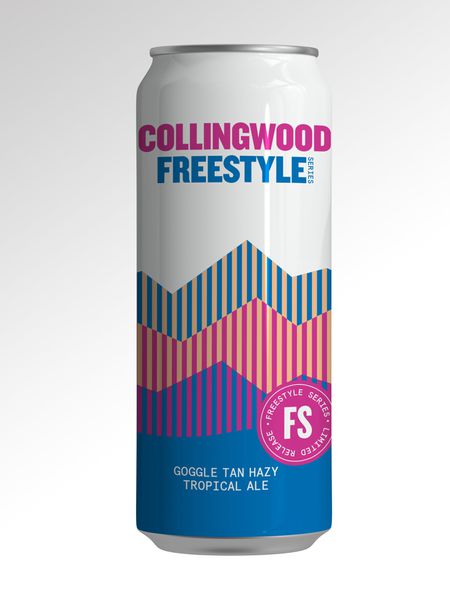 COLLINGWOOD
FREESTYLE
SERIES
FREESTYLE SERIES • LIMITED RELEASE •
FS
GOGGLE TAN HAZY
TROPICAL ALE